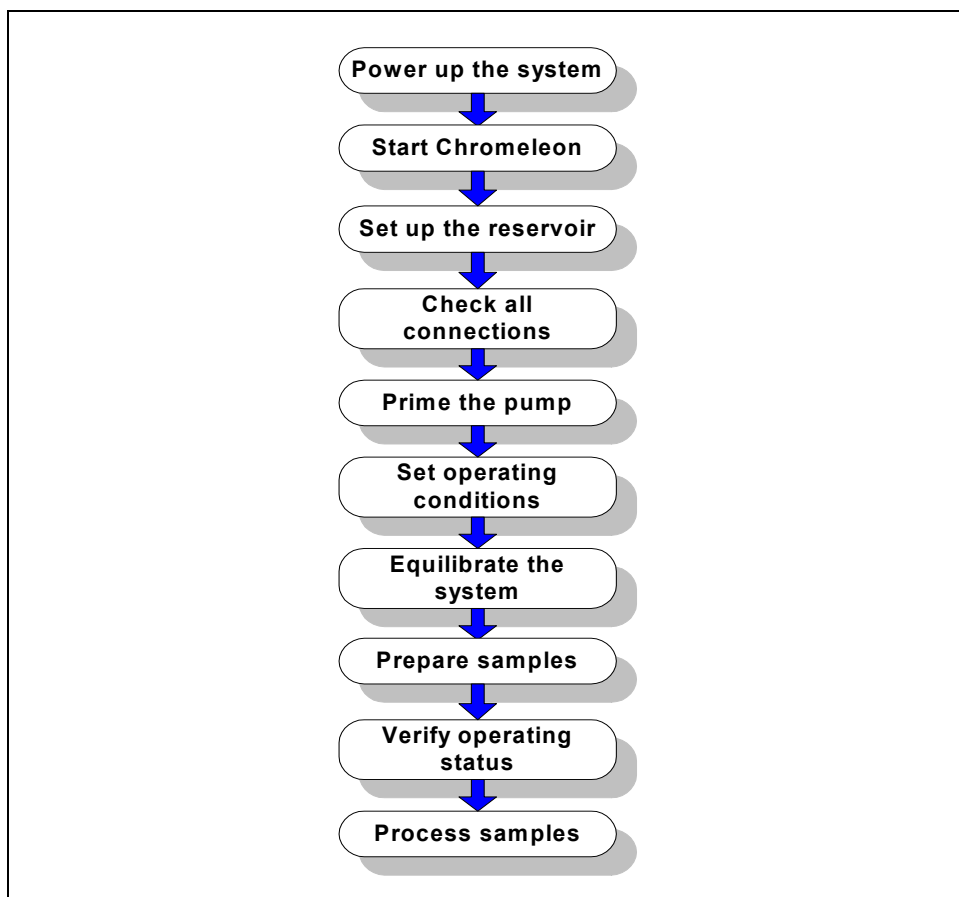 Power up the system
Start Chromeleon
Set up the reservoir
Check all
connections
Prime the pump
Set operating
conditions
Equilibrate the
system
Prepare samples
Verify operating
status
Process samples